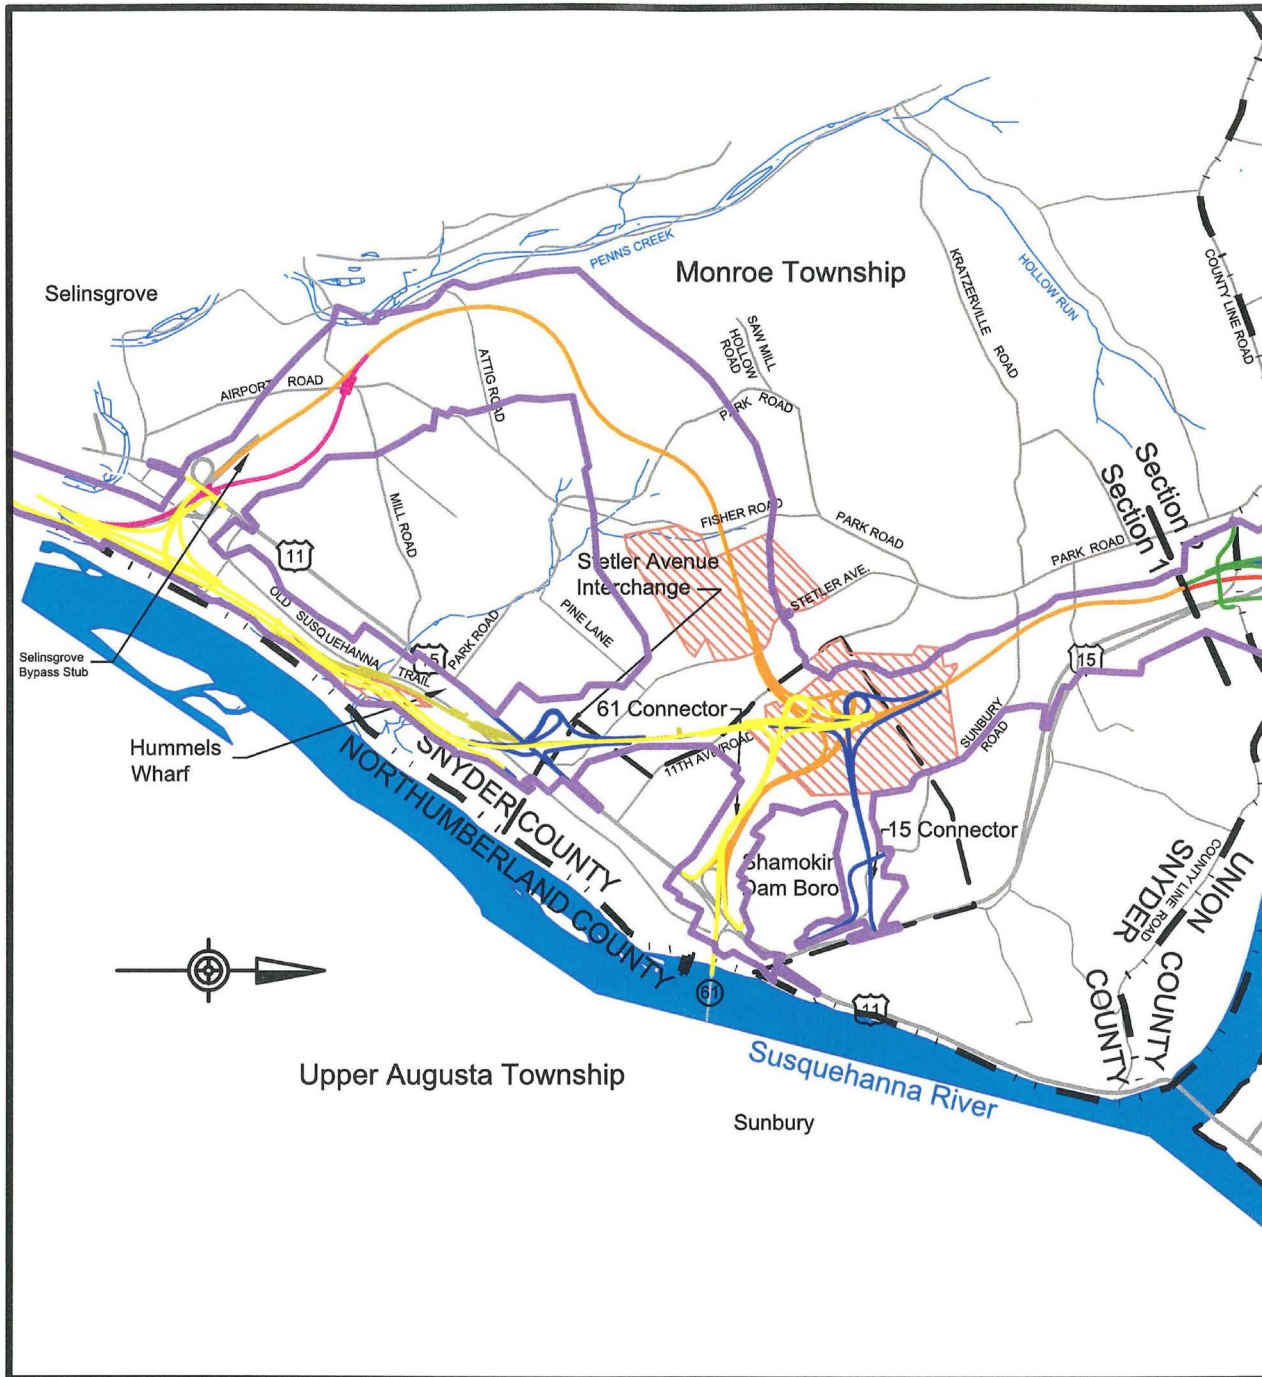 Selinsgrove
PENNS CREEK
Monroe Township
KRATZERVILLE ROAD
HOLLOW RUN
COUNTY LINE ROAD
AIRPORT ROAD
ATTIG ROAD
SAW MILL
HOLLOW
ROAD
PARK ROAD
Section 2
Section 1
MILL ROAD
FISHER ROAD
PARK ROAD
PARK ROAD
11
Stetler Avenue
Interchange
STETLER AVE.
OLD SUSQUEHANNA TRAIL
PARK ROAD
PINE LANE
15
Selinsgrove
Bypass Stub
61 Connector
SUNBURY
ROAD
11TH AVE/ROAD
Hummels
Wharf
SNYDER COUNTY
NORTHUMBERLAND COUNTY
15 Connector
Shamokin
Dam Boro
UNION COUNTY
COUNTY LINE ROAD
SNYDER COUNTY
61
11
Upper Augusta Township
Susquehanna River
Sunbury